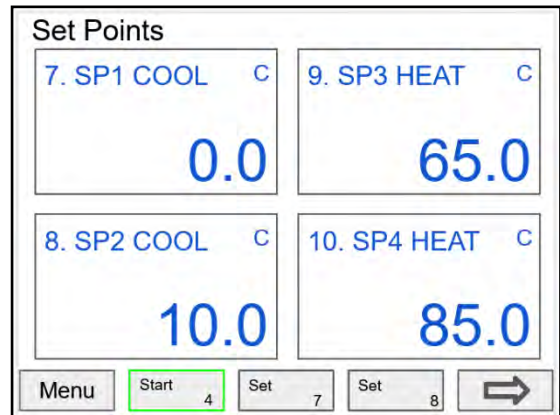 Set Points
7. SP1 COOL C
0.0
9. SP3 HEAT C
65.0
8. SP2 COOL C
10.0
10. SP4 HEAT C
85.0
Menu
Start 4
Set 7
Set 8